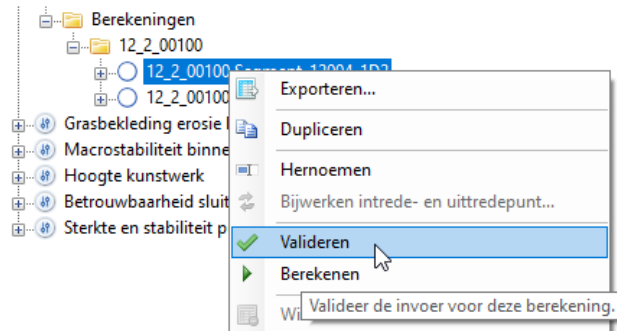 Berekeningen
12_2_00100
12_2_00100 Segment_12004_1D2
12_2_00100
Grasbekleding erosie
Macrostabiliteit binne
Hoogte kunstwerk
Betrouwbaarheid sluit
Sterkte en stabiliteit p
Exporteren...
Dupliceren
Hernoemen
Bijwerken intrede- en uittredepunt...
Valideren
Berekenen
Valideer de invoer voor deze berekening.